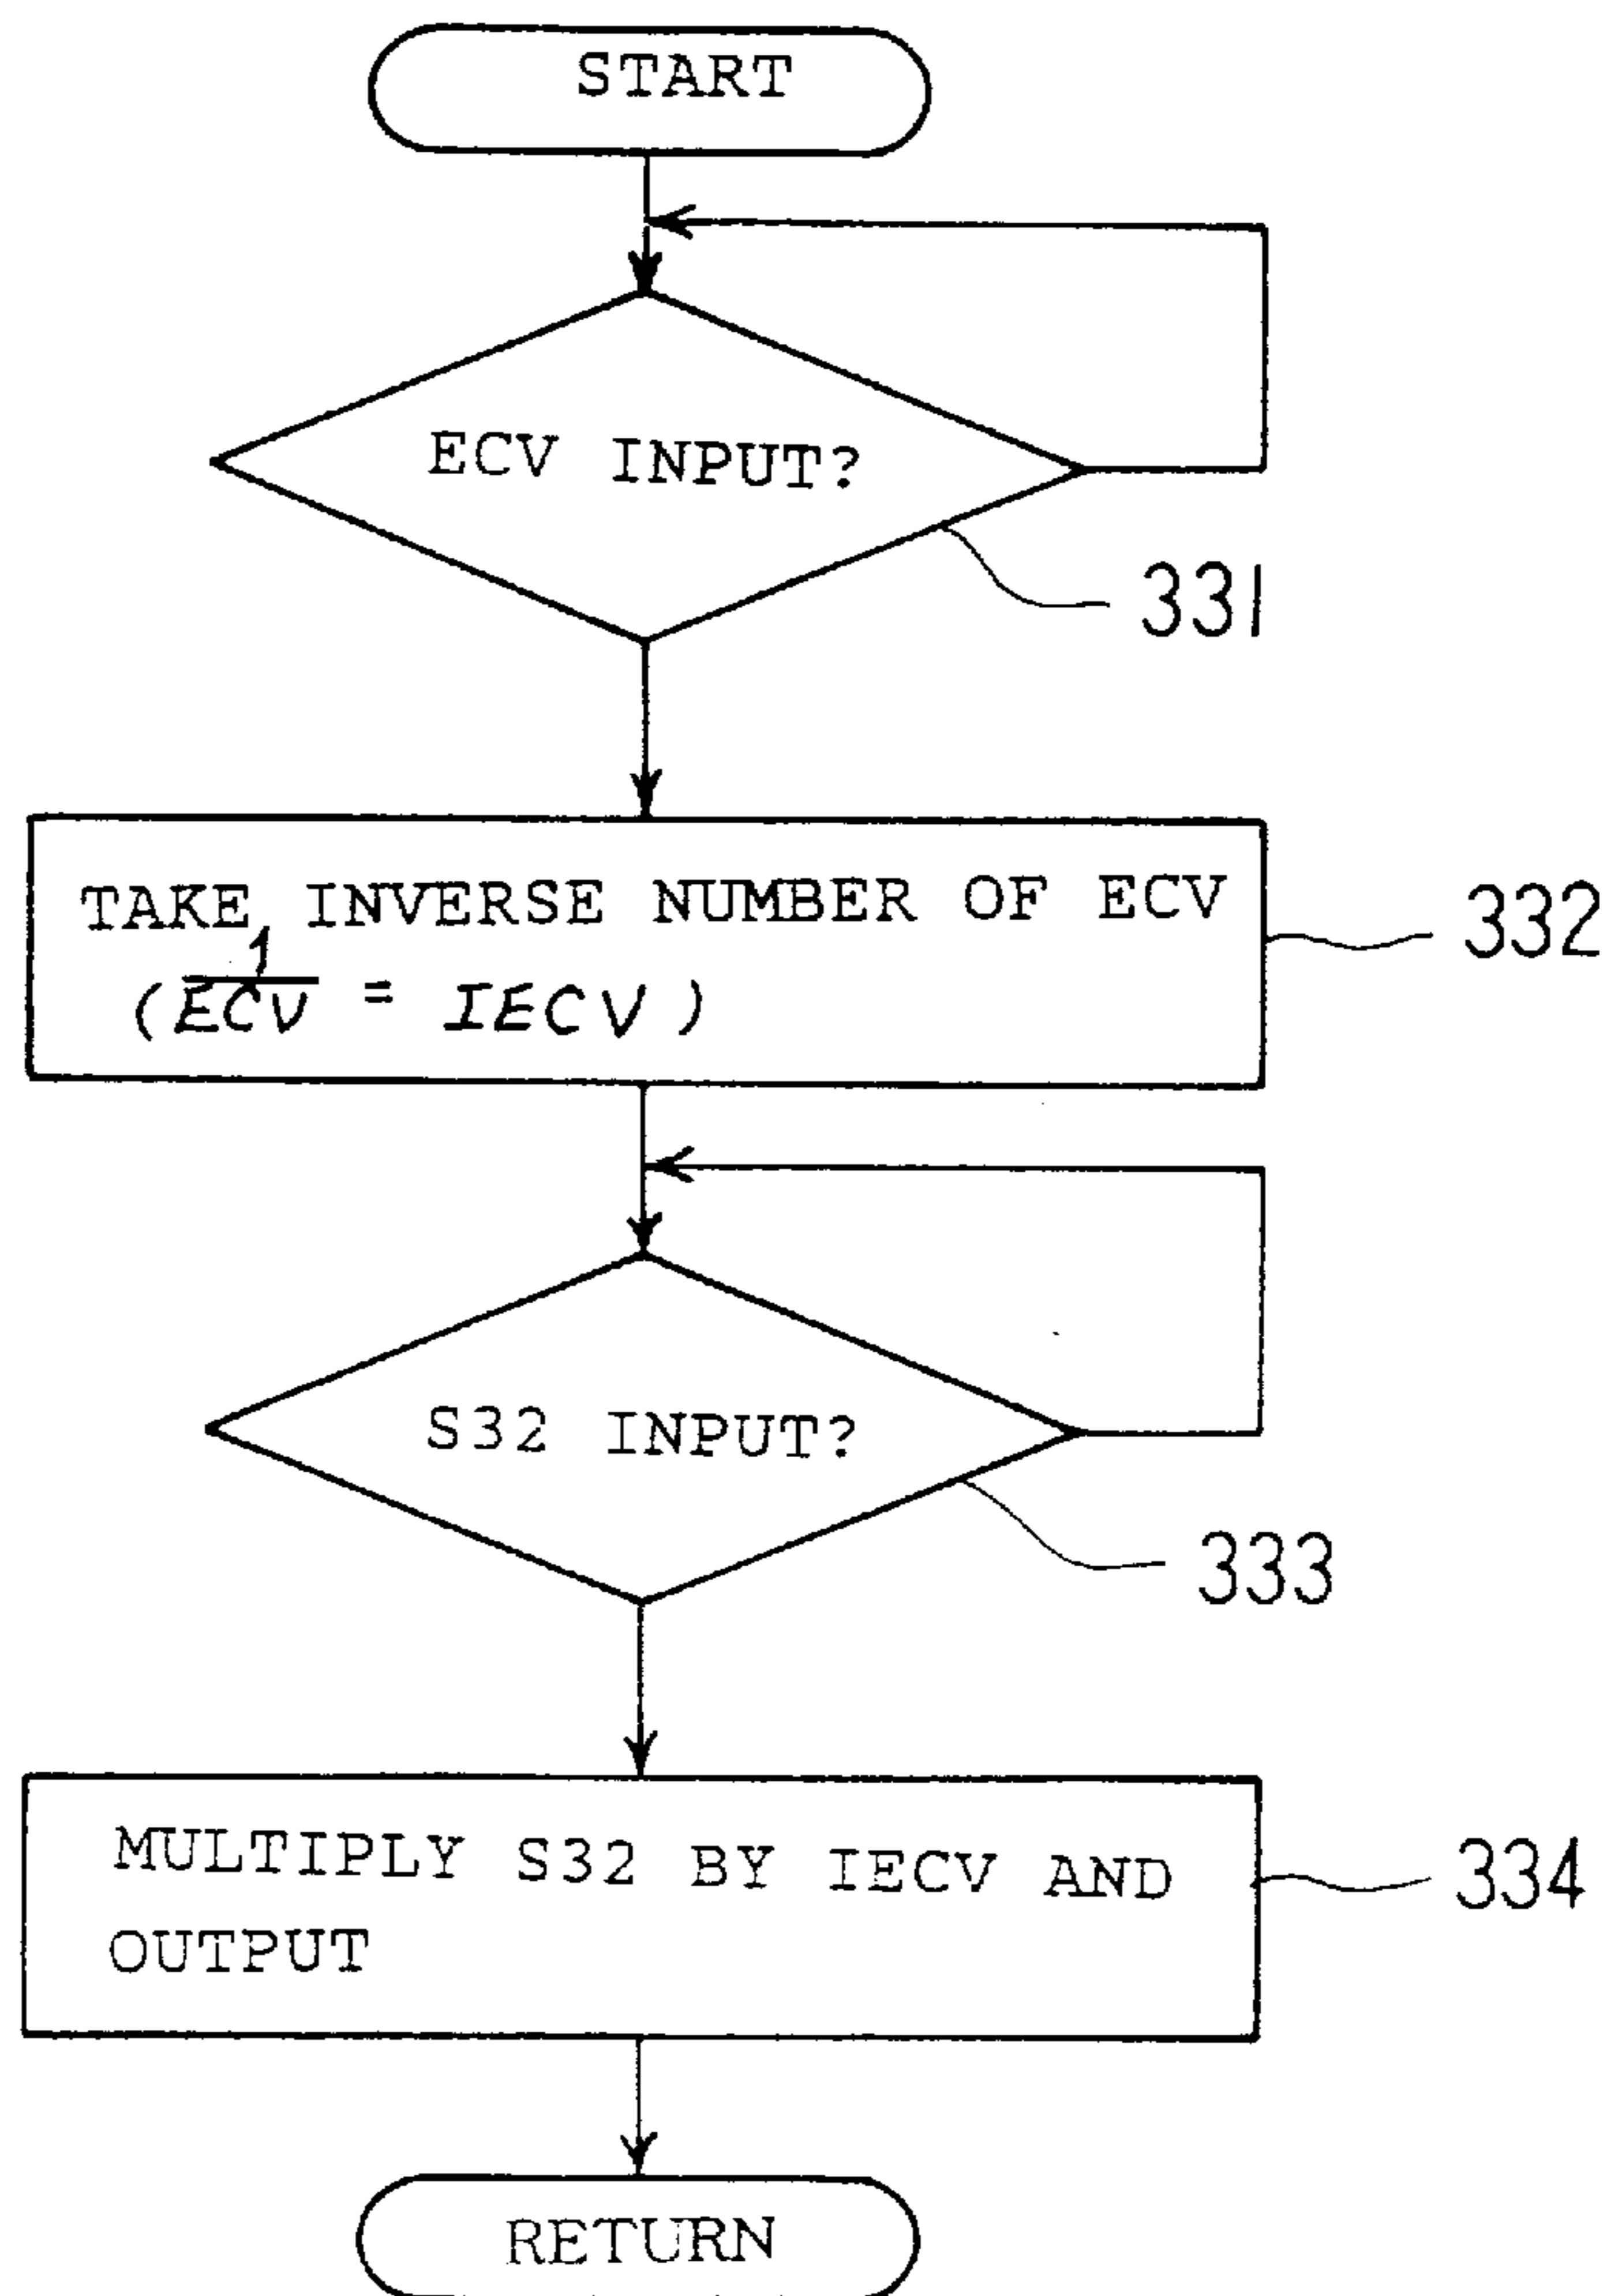 START
ECV INPUT?
331
TAKE INVERSE NUMBER OF ECV
332
(1/ECV = IECV)
S32 INPUT?
333
MULTIPLY S32 BY IECV AND
334
OUTPUT
RETURN